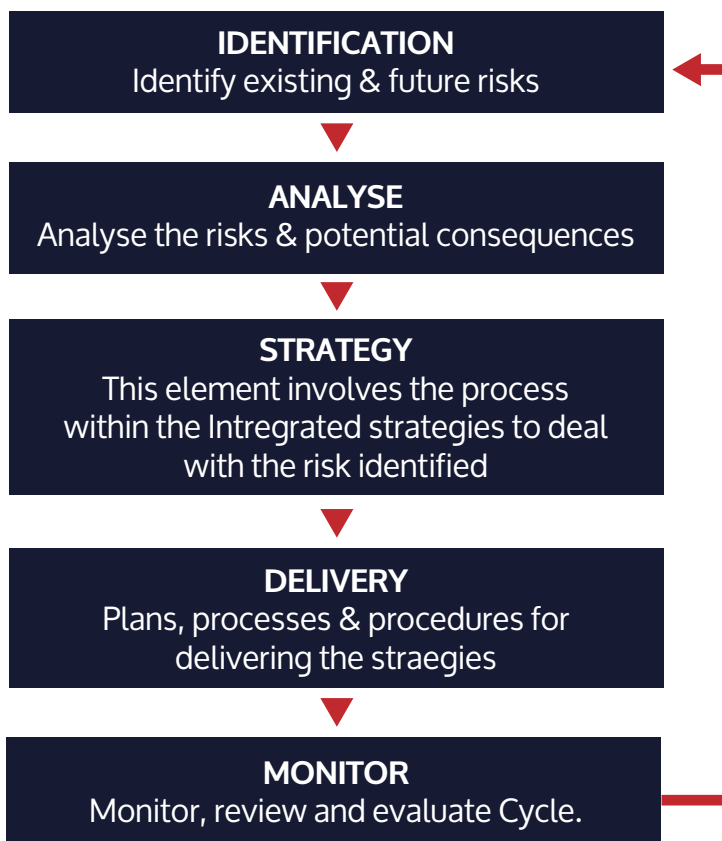 IDENTIFICATION
Identify existing & future risks
ANALYSE
Analyse the risks & potential consequences
STRATEGY
This element involves the process
within the Intregrated strategies to deal
with the risk identified
DELIVERY
Plans, processes & procedures for
delivering the straegies
MONITOR
Monitor, review and evaluate Cycle.